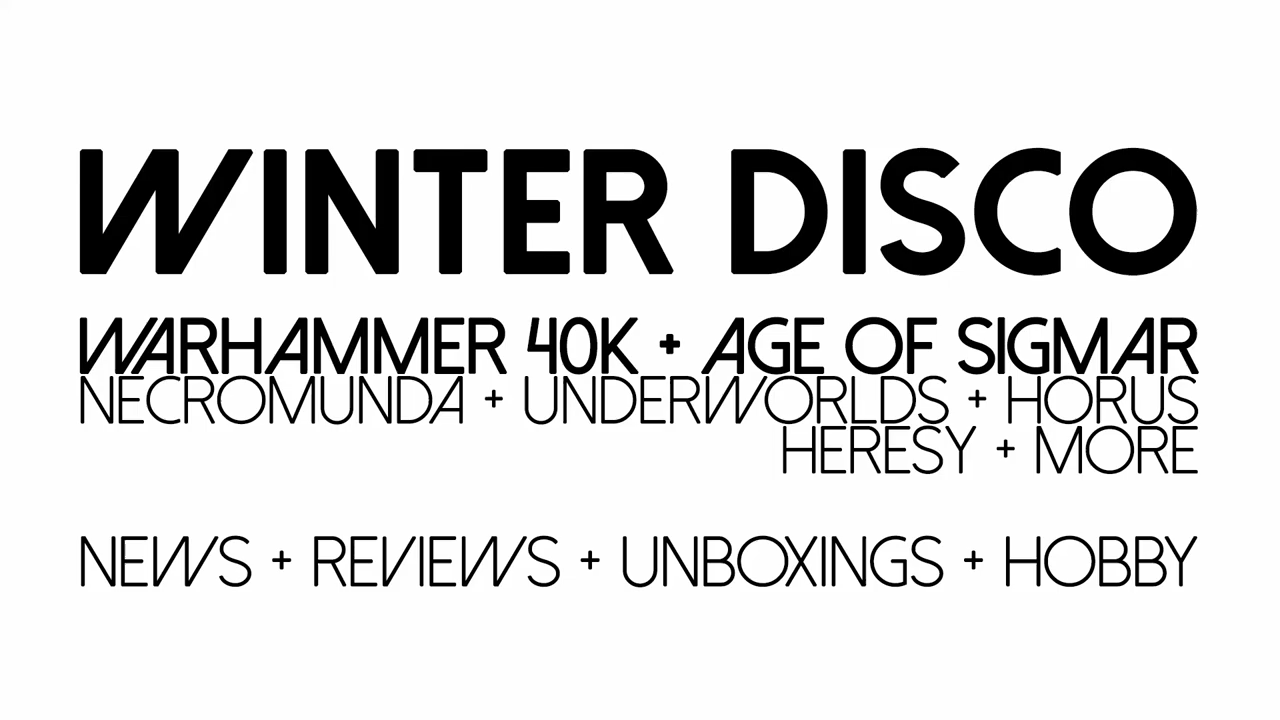 WINTER DISCO
WARHAMMER 40K + AGE OF SIGMAR
NECROMUNDA + UNDERWORLDS + HORUS
HERESY + MORE
NEWS + REVIEWS + UNBOXINGS + HOBBY